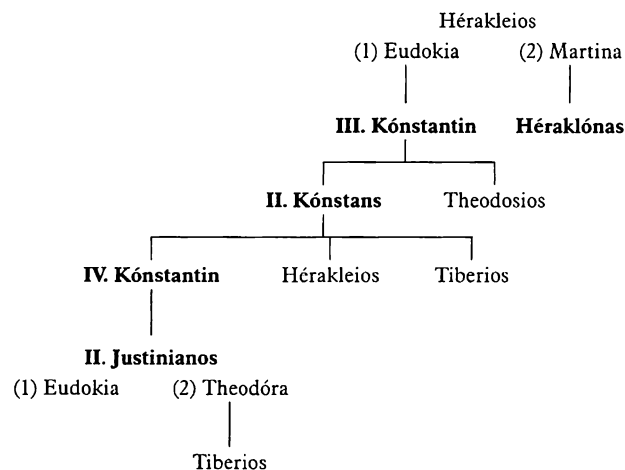 Hérakleios
(1) Eudokia (2) Martina
III. Kónstantin Héraklónas
II. Kónstans Theodosios
IV. Kónstantin Hérakleios Tiberios
II. Justinianos
(1) Eudokia (2) Theodóra
Tiberios